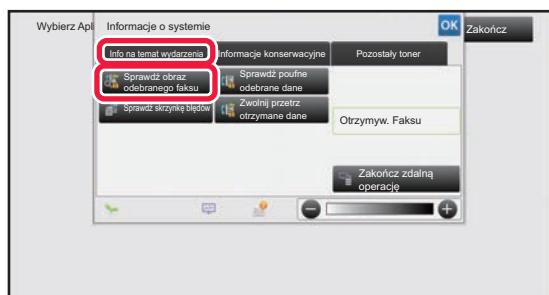 Wybierz Apl
Informacje o systemie
OK
Zakończ
Info na temat wydarzenia
Informacje konserwacyjne
Pozostały toner
Sprawdź obraz
odebranego faksu
Sprawdź poufne
odebrane dane
Sprawdź skrzynkę błędów
Zwolnij przetrz
otrzymane dane
Otrzymyw. Faksu
Zakończ zdalną
operację